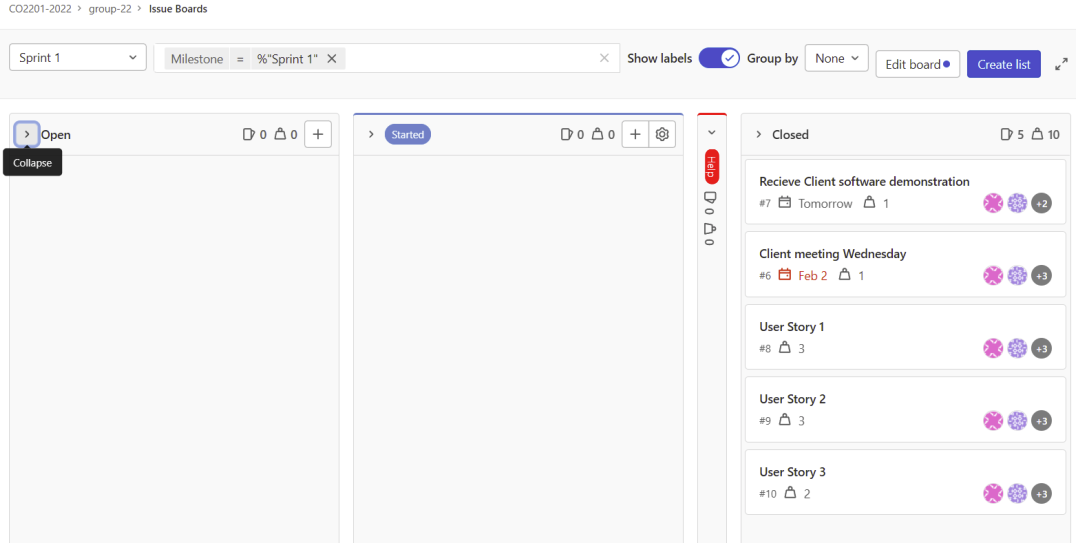 CO2201-2022 > group-22 > Issue Boards
Sprint 1
Milestone = %"Sprint 1"
Show labels
Group by
None
Edit board
Create list
Open
0 0
Collapse
Started
0 0
Help
0
0
Closed
5 10
Recieve Client software demonstration
#7 Tomorrow 1
+2
Client meeting Wednesday
#6 Feb 2 1
+3
User Story 1
#8 3
+3
User Story 2
#9 3
+3
User Story 3
#10 2
+3